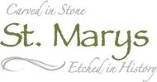 Carved in Stone
St. Marys
Etched in History